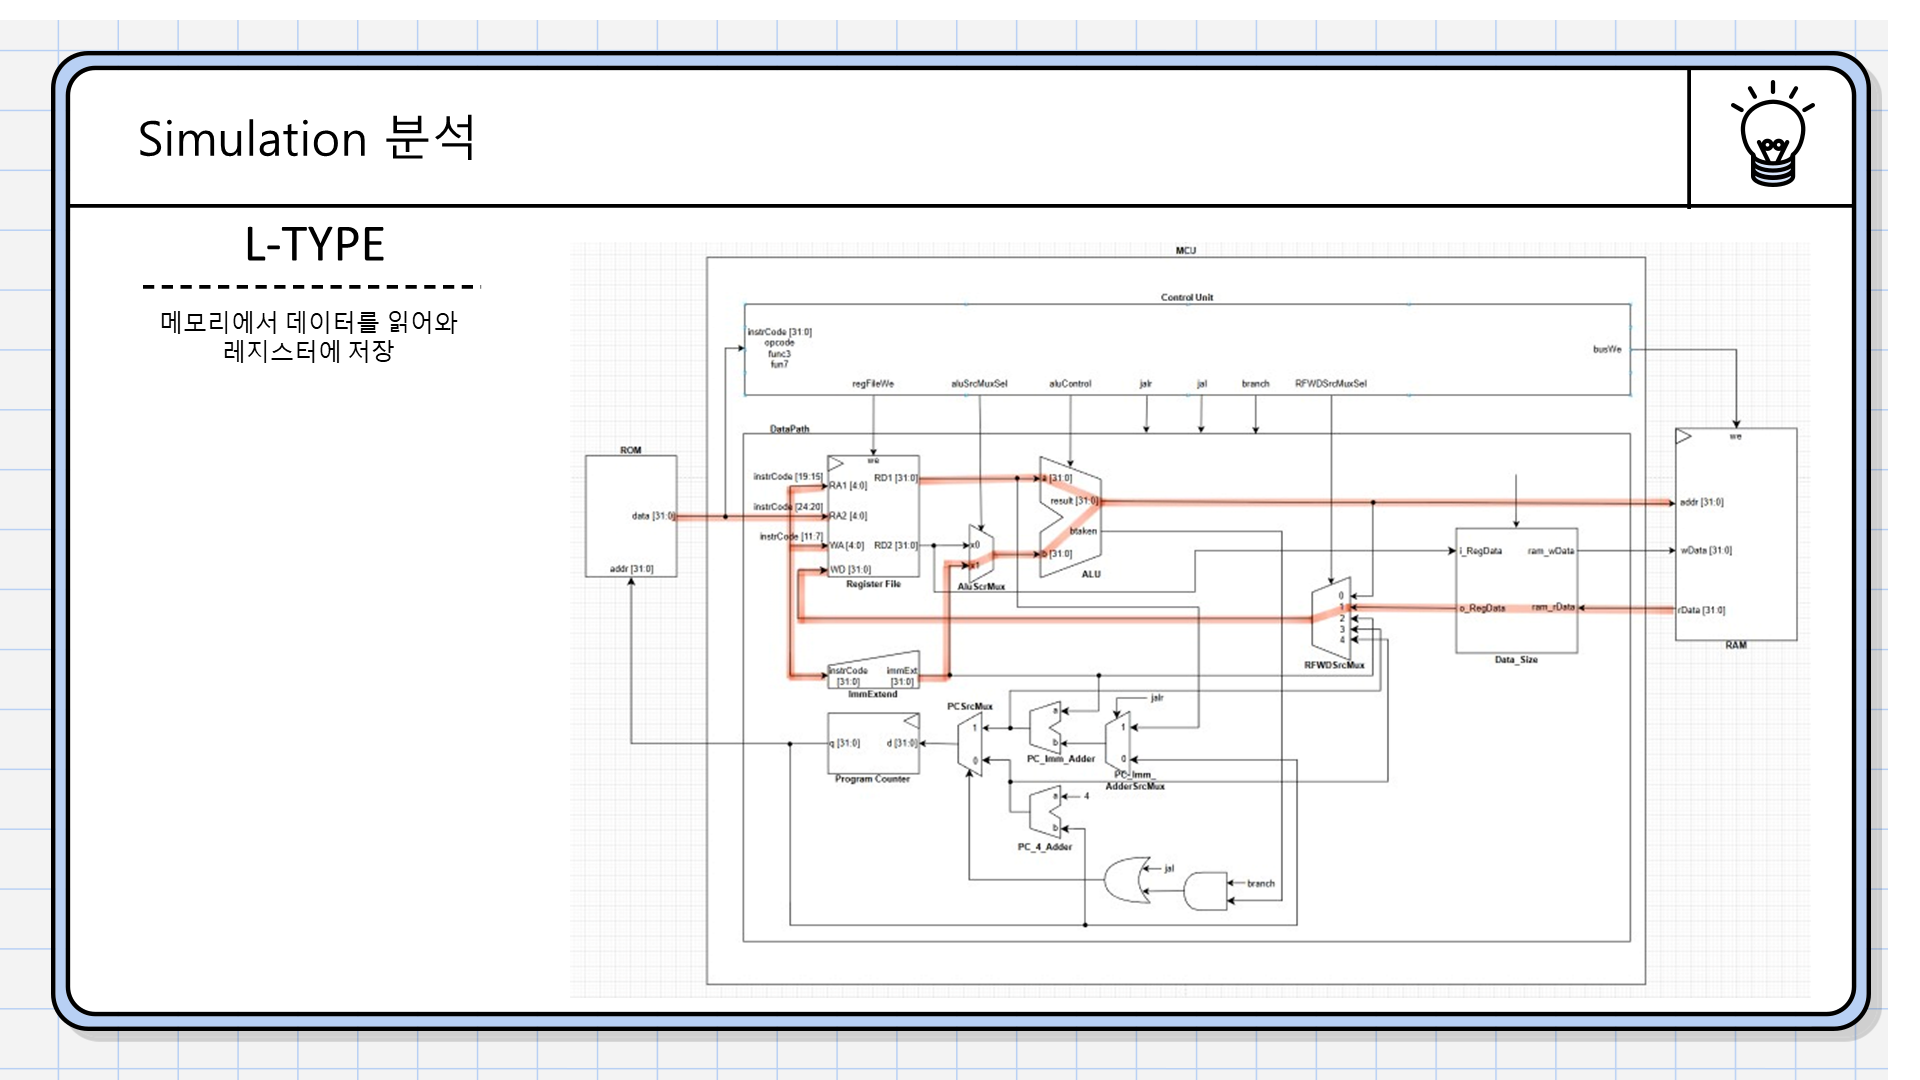 Simulation 분석
L-TYPE
메모리에서 데이터를 읽어와
레지스터에 저장
MCU
Control Unit
instrCode [31:0]
opcode
func3
fun7
busWe
regFileWe
aluSrcMuxSel
aluControl
jalr
jal
branch
RFWDSrcMuxSel
DataPath
ROM
data [31:0]
addr [31:0]
instrCode [19:15]
instrCode [24:20]
instrCode [11:7]
we
RA1 [4:0]
RD1 [31:0]
RA2 [4:0]
WA [4:0]
RD2 [31:0]
WD [31:0]
Register File
x0
x1
AluScrMux
a [31:0]
result [31:0]
btaken
b [31:0]
ALU
0
1
2
3
4
RFWDSrcMux
i_RegData
ram_wData
o_RegData
ram_rData
Data_Size
we
addr [31:0]
wData [31:0]
rData [31:0]
RAM
instrCode
[31:0]
immExt
[31:0]
ImmExtend
PCSrcMux
1
0
q [31:0]
d [31:0]
Program Counter
a
b
PC_Imm_Adder
jalr
1
0
PC_Imm_
AdderSrcMux
a
4
b
PC_4_Adder
jal
branch